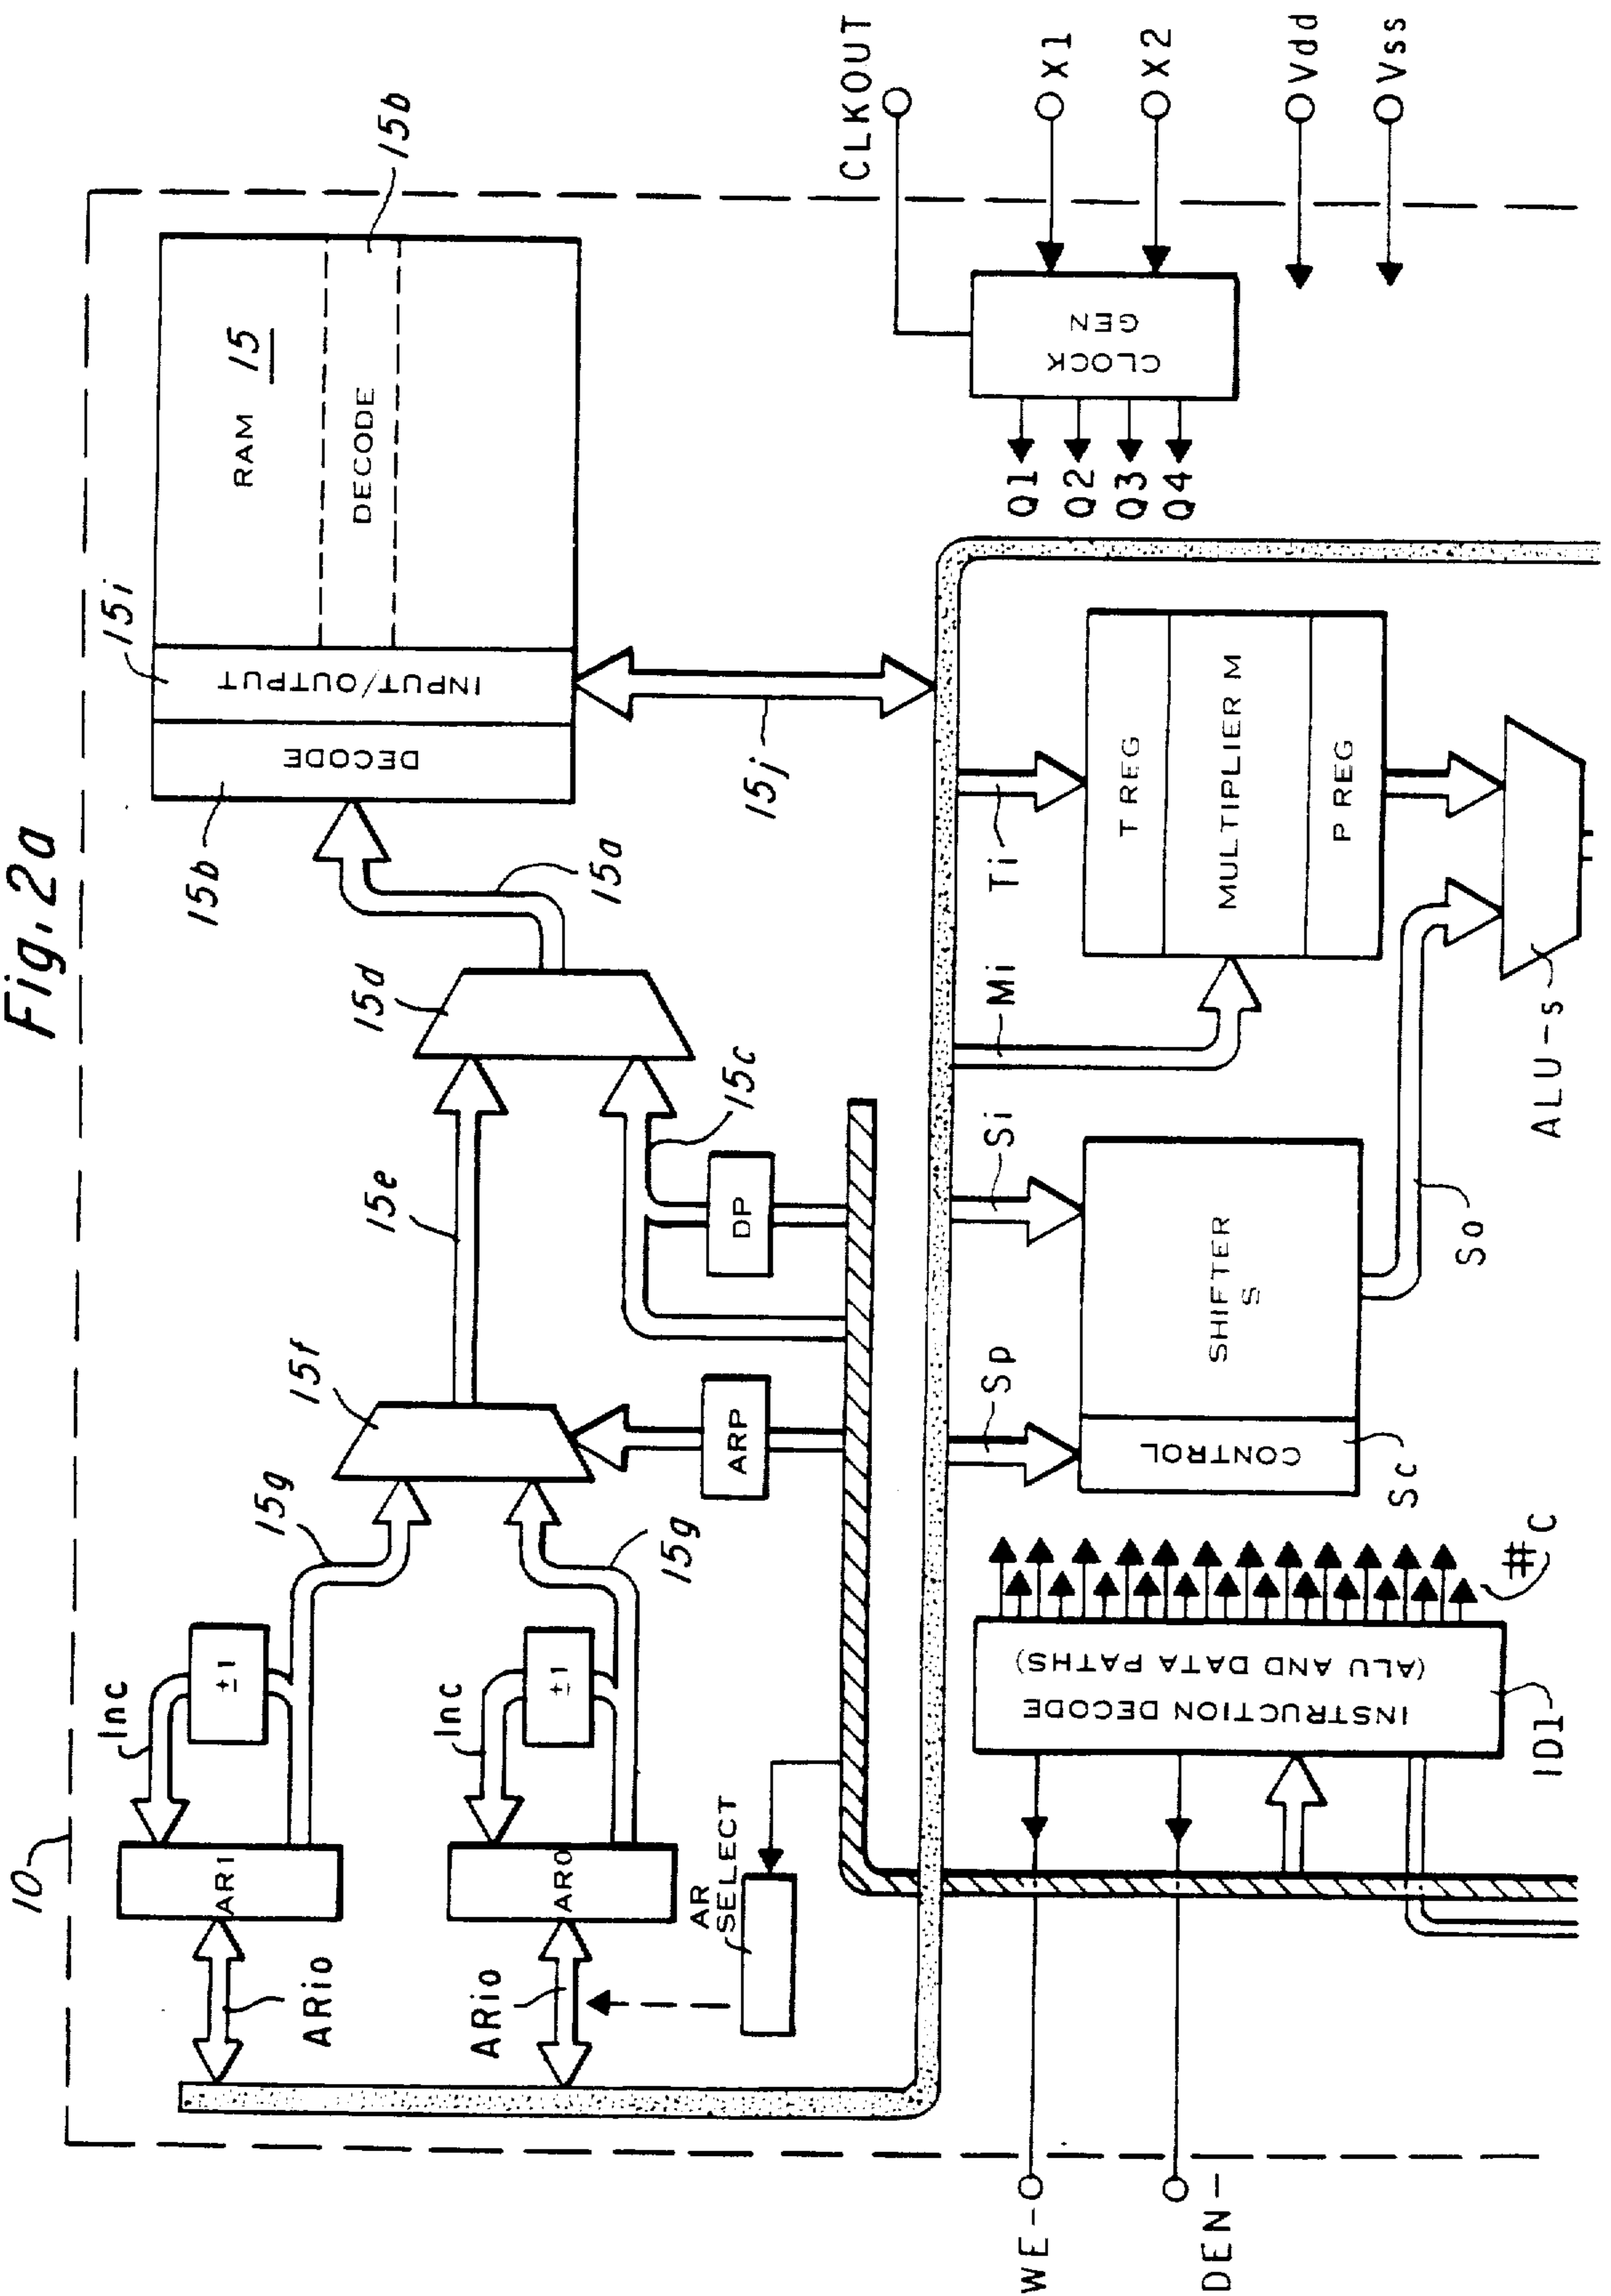 Fig. 2a
10
AR1
Inc
±1
15g
ARio
AR0
Inc
±1
15g
ARio
AR
SELECT
15f
ARP
15e
DP
15c
15d
15a
15b
DECODE
INPUT/OUTPUT
15i
RAM 15
DECODE
15b
15j
WE-
DEN-
INSTRUCTION DECODE
(ALU AND DATA PATHS)
ID1
#C
Sp
CONTROL
Sc
SHIFTER
S
Si
So
Mi
Ti
T REG
MULTIPLIER M
P REG
ALU-s
Q1
Q2
Q3
Q4
CLOCK
GEN
CLKOUT
X1
X2
Vdd
Vss